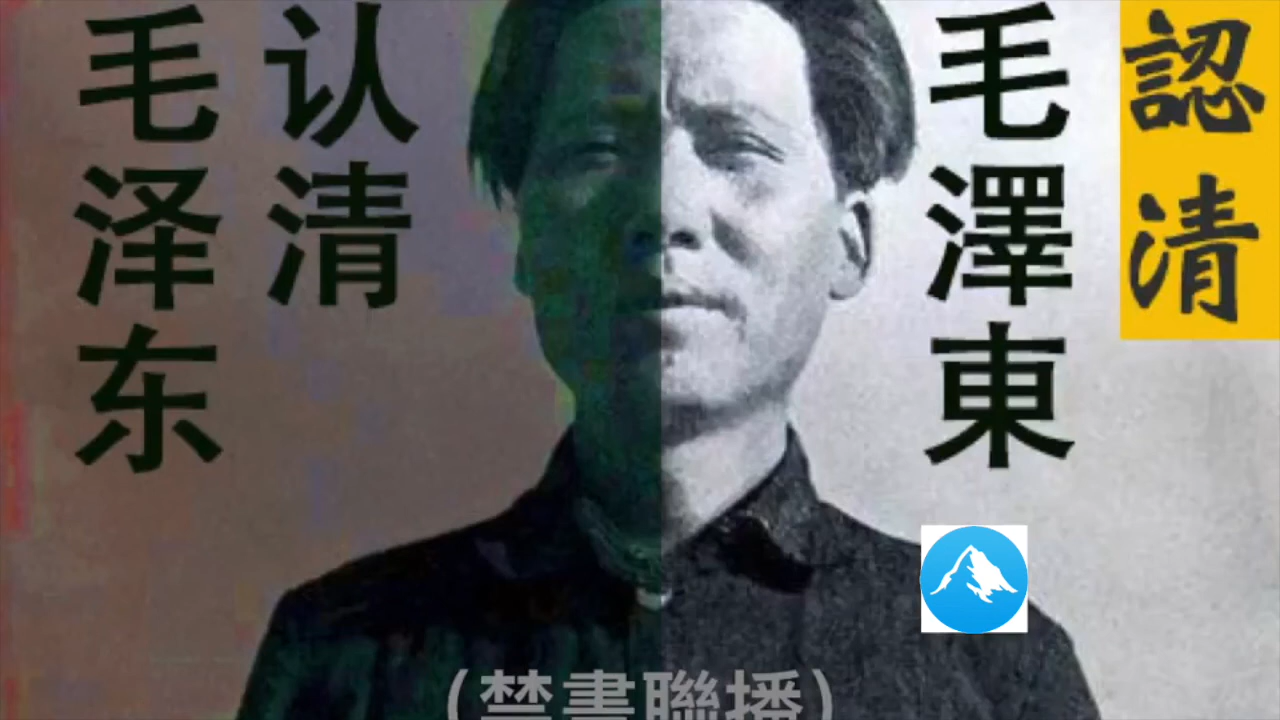 認清
毛澤東
认清
毛泽东
(禁書聯播)